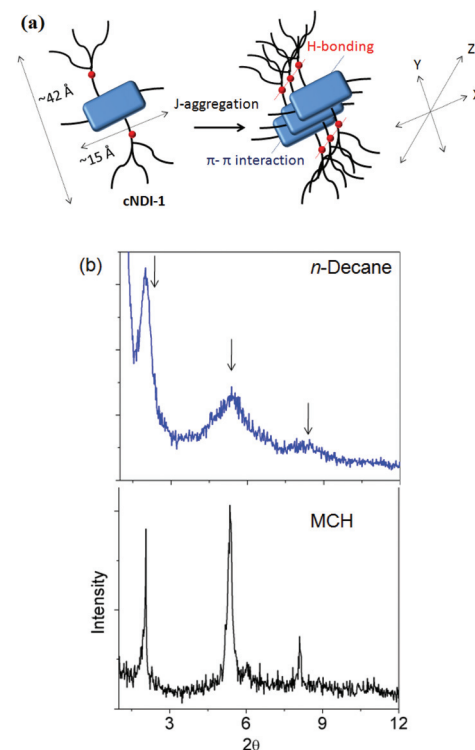 (a)
H-bonding
~42 Å
J-aggregation
~15 Å
π- π interaction
cNDI-1
Y
Z
X
(b)
n-Decane
MCH
Intensity
3
6
9
12
2θ